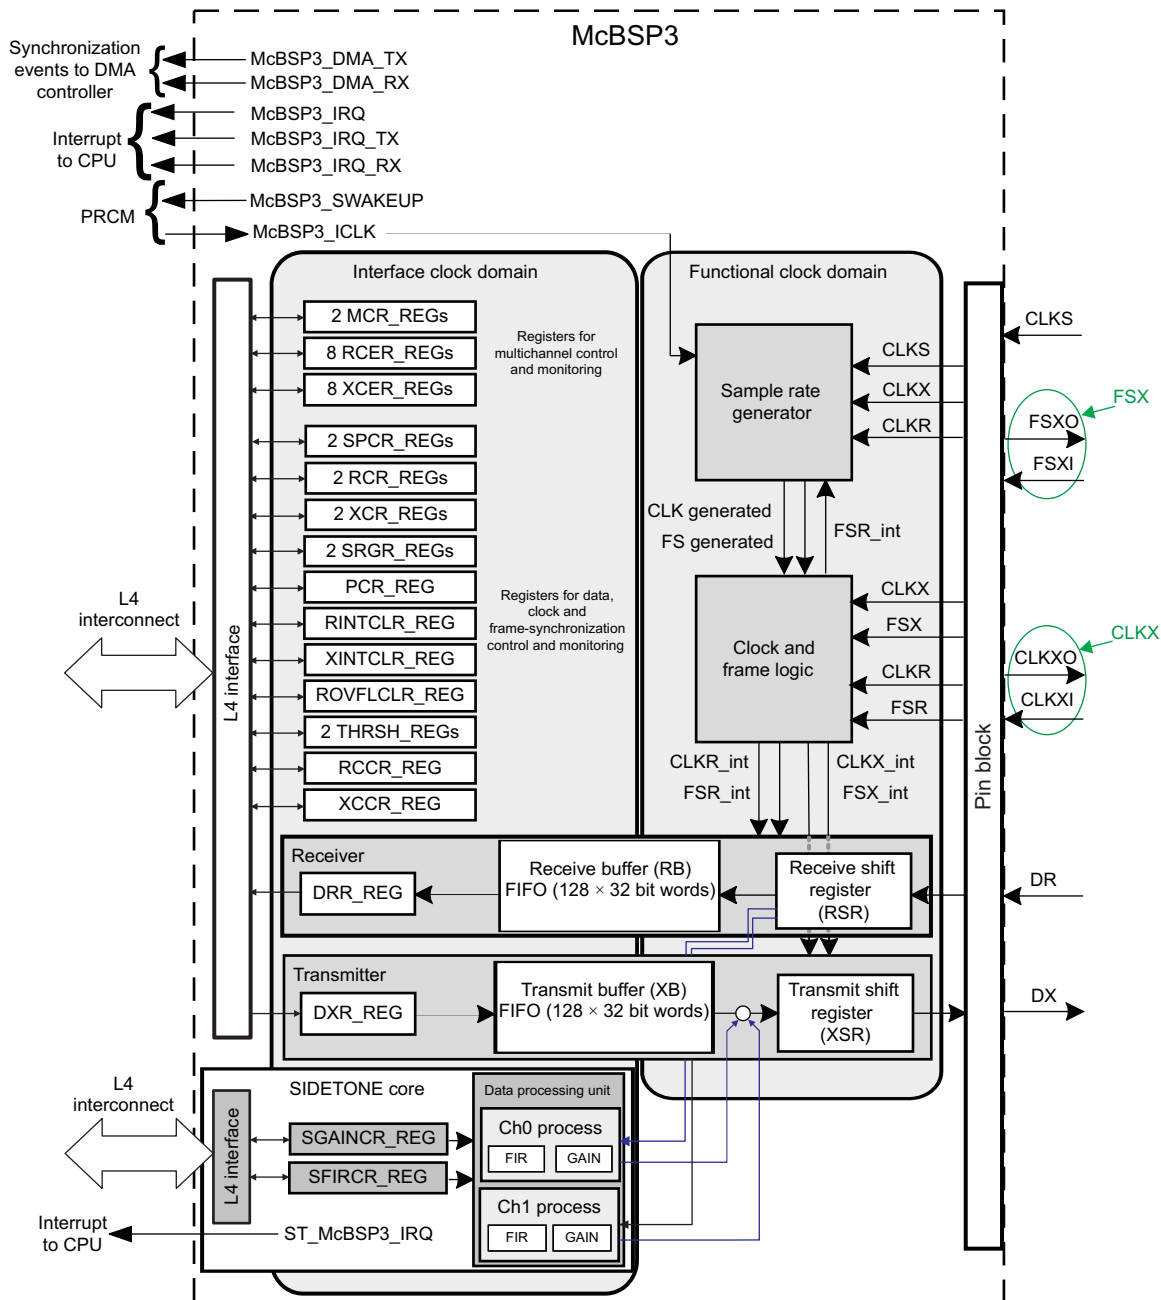 McBSP3
Synchronization
events to DMA
controller
McBSP3_DMA_TX
McBSP3_DMA_RX
Interrupt
to CPU
McBSP3_IRQ
McBSP3_IRQ_TX
McBSP3_IRQ_RX
PRCM
McBSP3_SWAKEUP
McBSP3_ICLK
Interface clock domain
Functional clock domain
2 MCR_REGs
8 RCER_REGs
8 XCER_REGs
Registers for
multichannel control
and monitoring
2 SPCR_REGs
2 RCR_REGs
2 XCR_REGs
2 SRGR_REGs
PCR_REG
RINTCLR_REG
XINTCLR_REG
ROVFLCLR_REG
2 THRSH_REGs
RCCR_REG
XCCR_REG
Registers for data,
clock and
frame-synchronization
control and monitoring
L4
interconnect
L4 interface
Sample rate
generator
CLKS
CLKX
CLKR
CLK generated
FS generated
FSR_int
Clock and
frame logic
CLKX
FSX
CLKR
FSR
CLKR_int
FSR_int
CLKX_int
FSX_int
Pin block
CLKS
FSX
FSXO
FSXI
CLKX
CLKXO
CLKXI
DR
DX
Receiver
DRR_REG
Receive buffer (RB)
FIFO (128 × 32 bit words)
Receive shift
register
(RSR)
Transmitter
DXR_REG
Transmit buffer (XB)
FIFO (128 × 32 bit words)
Transmit shift
register
(XSR)
L4
interconnect
L4 interface
SIDETONE core
SGAINCR_REG
SFIRCR_REG
Data processing unit
Ch0 process
FIR
GAIN
Ch1 process
FIR
GAIN
Interrupt
to CPU
ST_McBSP3_IRQ